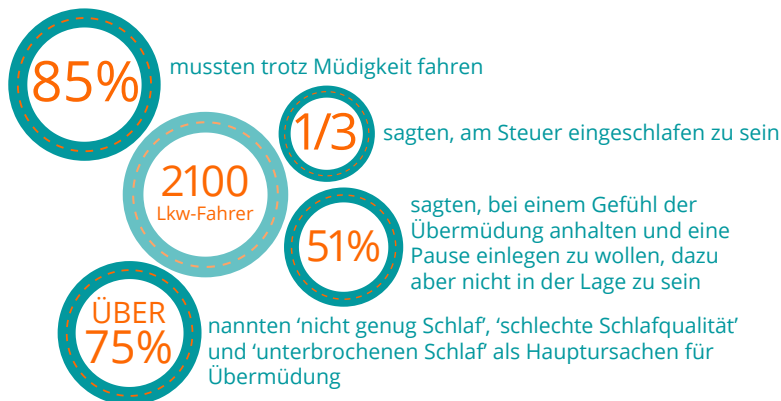 85%
mussten trotz Müdigkeit fahren
1/3
sagten, am Steuer eingeschlafen zu sein
2100
Lkw-Fahrer
51%
sagten, bei einem Gefühl der
Übermüdung anhalten und eine
Pause einlegen zu wollen, dazu
aber nicht in der Lage zu sein
ÜBER
75%
nannten ‘nicht genug Schlaf’, ‘schlechte Schlafqualität’
und ‘unterbrochenen Schlaf’ als Hauptursachen für
Übermüdung